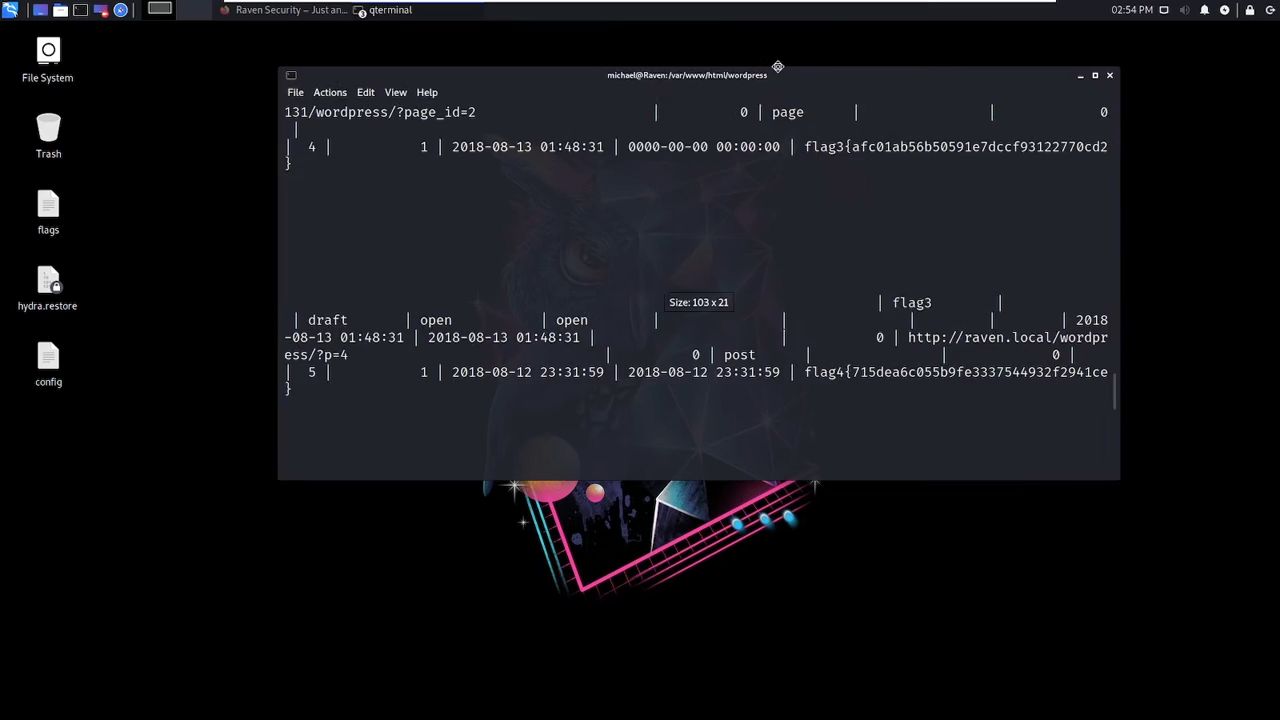 Raven Security – Just an...
qterminal
02:54 PM
File System
Trash
flags
hydra.restore
config
michael@Raven:/var/www/html/wordpress
File Actions Edit View Help
131/wordpress/?page_id=2 | 0 | page | | 0
|
| 4 | 1 | 2018-08-13 01:48:31 | 0000-00-00 00:00:00 | flag3{afc01ab56b50591e7dccf93122770cd2
}
Size: 103 x 21
| flag3 |
| draft | open | open | | | | | 2018
-08-13 01:48:31 | 2018-08-13 01:48:31 | | 0 | http://raven.local/wordpr
ess/?p=4 | 0 | post | | 0 |
| 5 | 1 | 2018-08-12 23:31:59 | 2018-08-12 23:31:59 | flag4{715dea6c055b9fe3337544932f2941ce
}